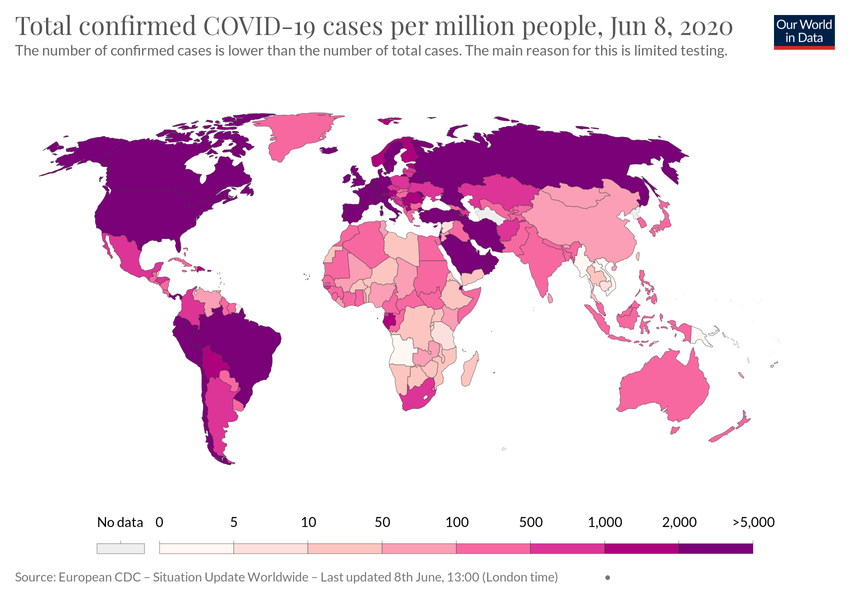 Total confirmed COVID-19 cases per million people, Jun 8, 2020
The number of confirmed cases is lower than the number of total cases. The main reason for this is limited testing.
Our World
in Data
No data 0 5 10 50 100 500 1,000 2,000 >5,000
Source: European CDC – Situation Update Worldwide – Last updated 8th June, 13:00 (London time) •